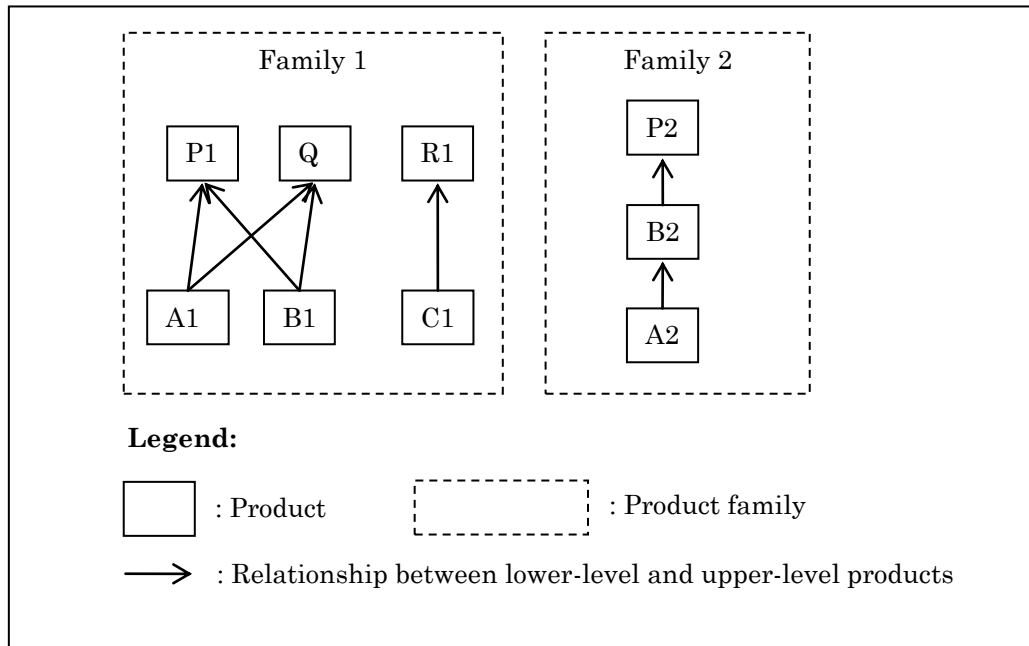 Family 1
Family 2
P1
Q
R1
P2
B2
A1
B1
C1
A2
Legend:
: Product
: Product family
: Relationship between lower-level and upper-level products